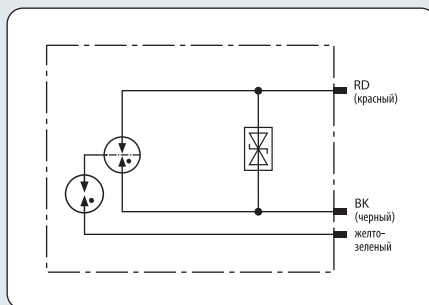 RD
(красный)
BK
(черный)
желто-
зеленый